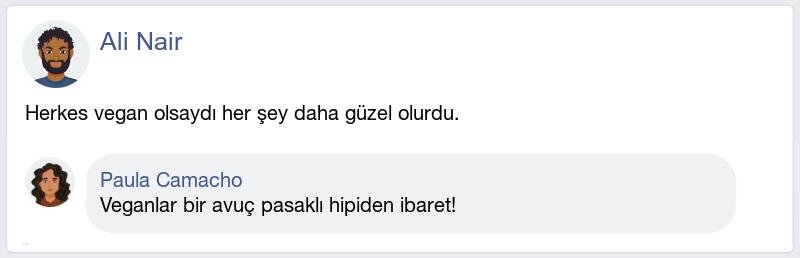 Ali Nair
Herkes vegan olsaydı her şey daha güzel olurdu.
Paula Camacho
Veganlar bir avuç pasaklı hipiden ibaret!